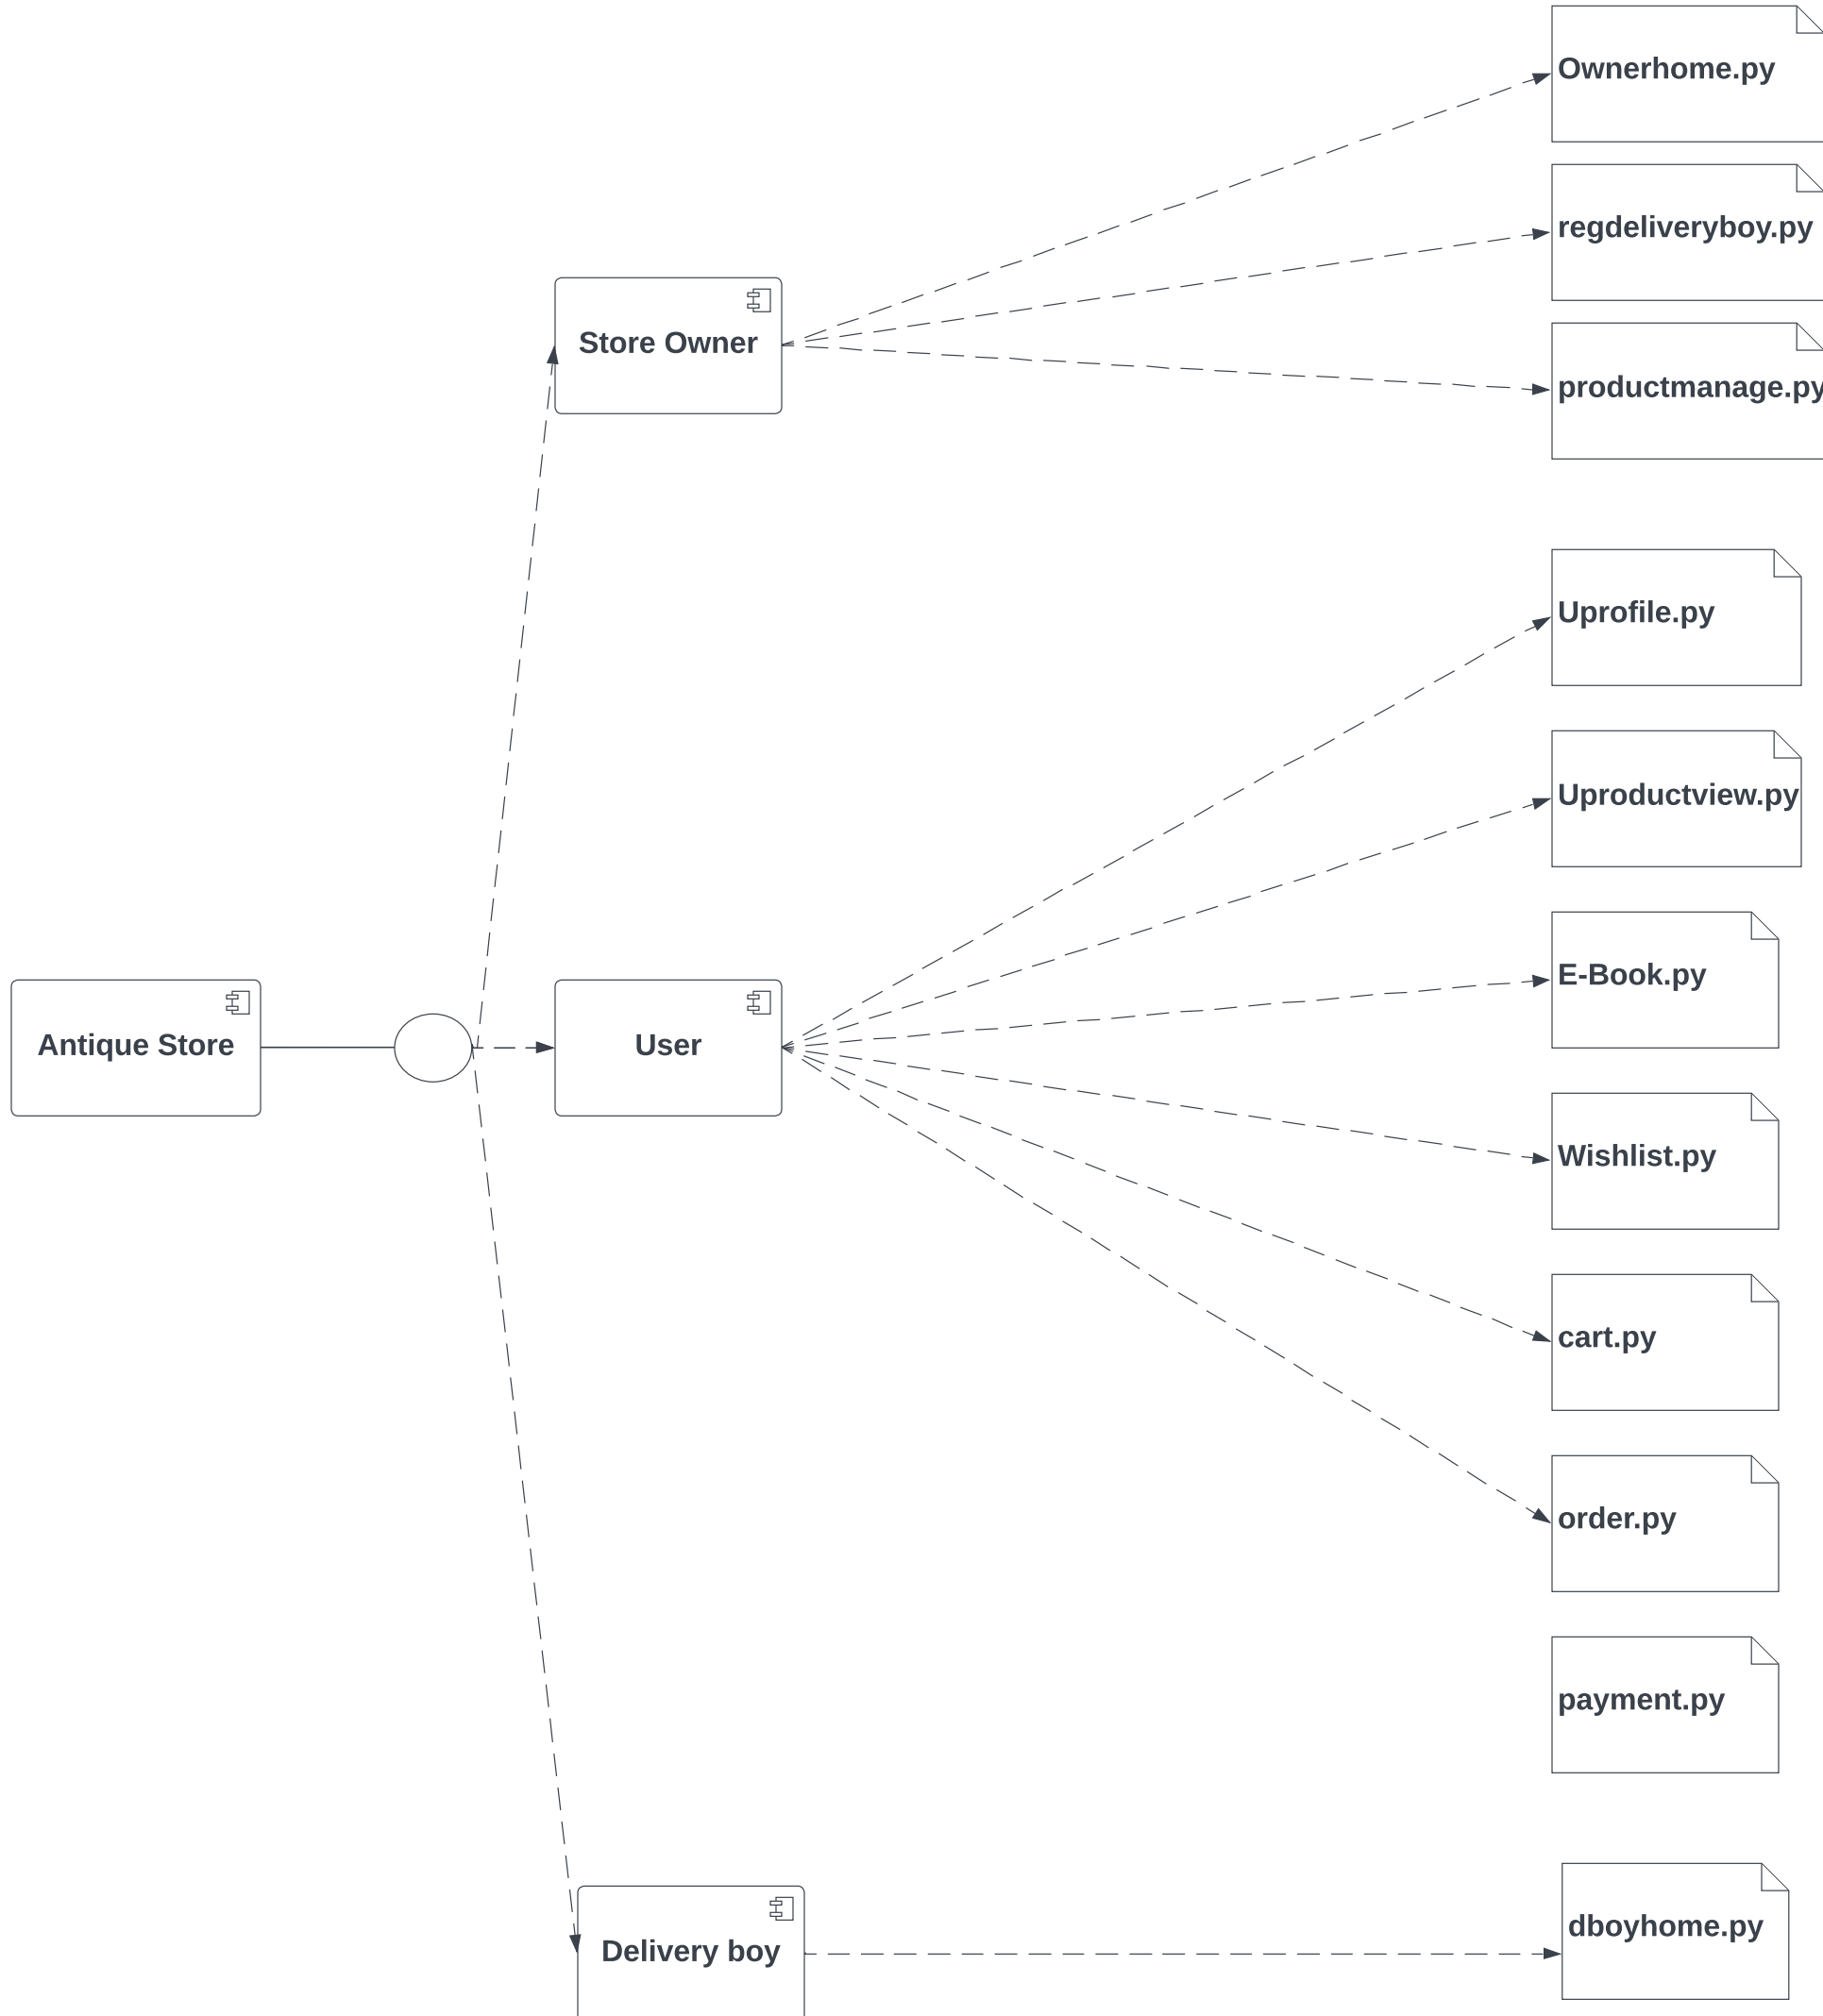 Ownerhome.py
regdeliveryboy.py
Store Owner
productmanage.py
Uprofile.py
Uproductview.py
E-Book.py
Antique Store
User
Wishlist.py
cart.py
order.py
payment.py
dboyhome.py
Delivery boy